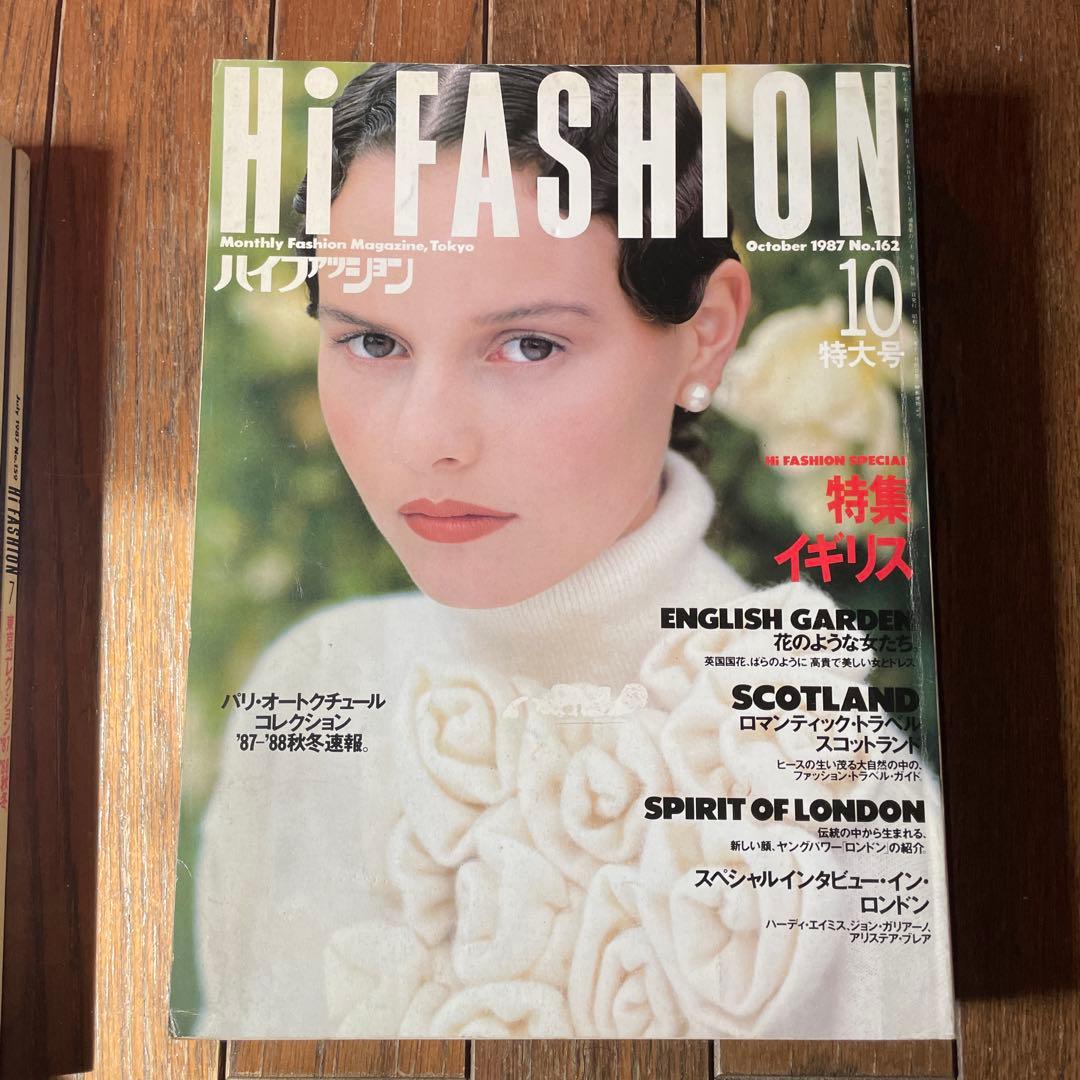 Hi FASHION
Monthly Fashion Magazine, Tokyo
October 1987 No.162
ハイファッション
10
特大号
Hi FASHION SPECIAL
特集
イギリス
ENGLISH GARDEN
花のような女たち。
英国国花、ばらのように 高貴で美しい女とドレス
SCOTLAND
ロマンティック・トラベル
スコットランド
ヒースの生い茂る大自然の中の、
ファッション・トラベル・ガイド
SPIRIT OF LONDON
伝統の中から生まれる、
新しい顔、ヤングパワー「ロンドン」の紹介
スペシャルインタビュー・イン・
ロンドン
ハーディ・エイミス、ジョン・ガリアーノ、
アリステア・ブレア
パリ・オートクチュール
コレクション
'87–'88秋冬速報。
July 1987 No.159 Hi FASHION 7